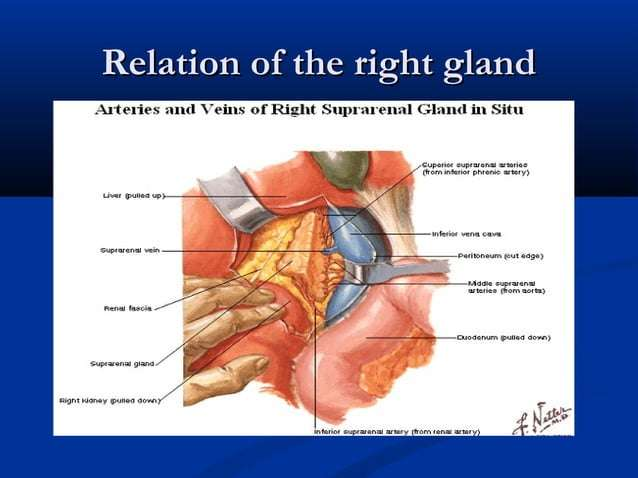 Relation of the right gland
Arteries and Veins of Right Suprarenal Gland in Situ
Superior suprarenal arteries
(from inferior phrenic artery)
Liver (pulled up)
Inferior vena cava
Suprarenal vein
Peritoneum (cut edge)
Middle suprarenal
arteries (from aorta)
Renal fascia
Duodenum (pulled down)
Suprarenal gland
Right Kidney (pulled down)
Inferior suprarenal artery (from renal artery)
F. Netter
M.D.